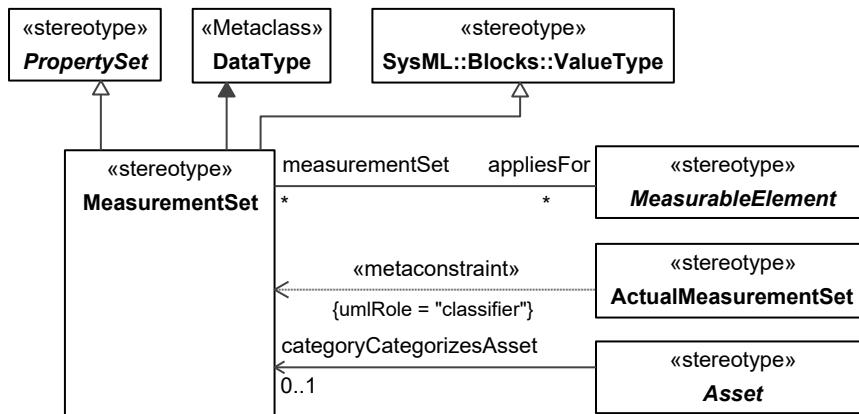 «stereotype»
PropertySet
«Metaclass»
DataType
«stereotype»
SysML::Blocks::ValueType
«stereotype»
MeasurementSet
measurementSet
appliesFor
*
*
«stereotype»
MeasurableElement
«metaconstraint»
{umlRole = "classifier"}
«stereotype»
ActualMeasurementSet
categoryCategorizesAsset
0..1
«stereotype»
Asset